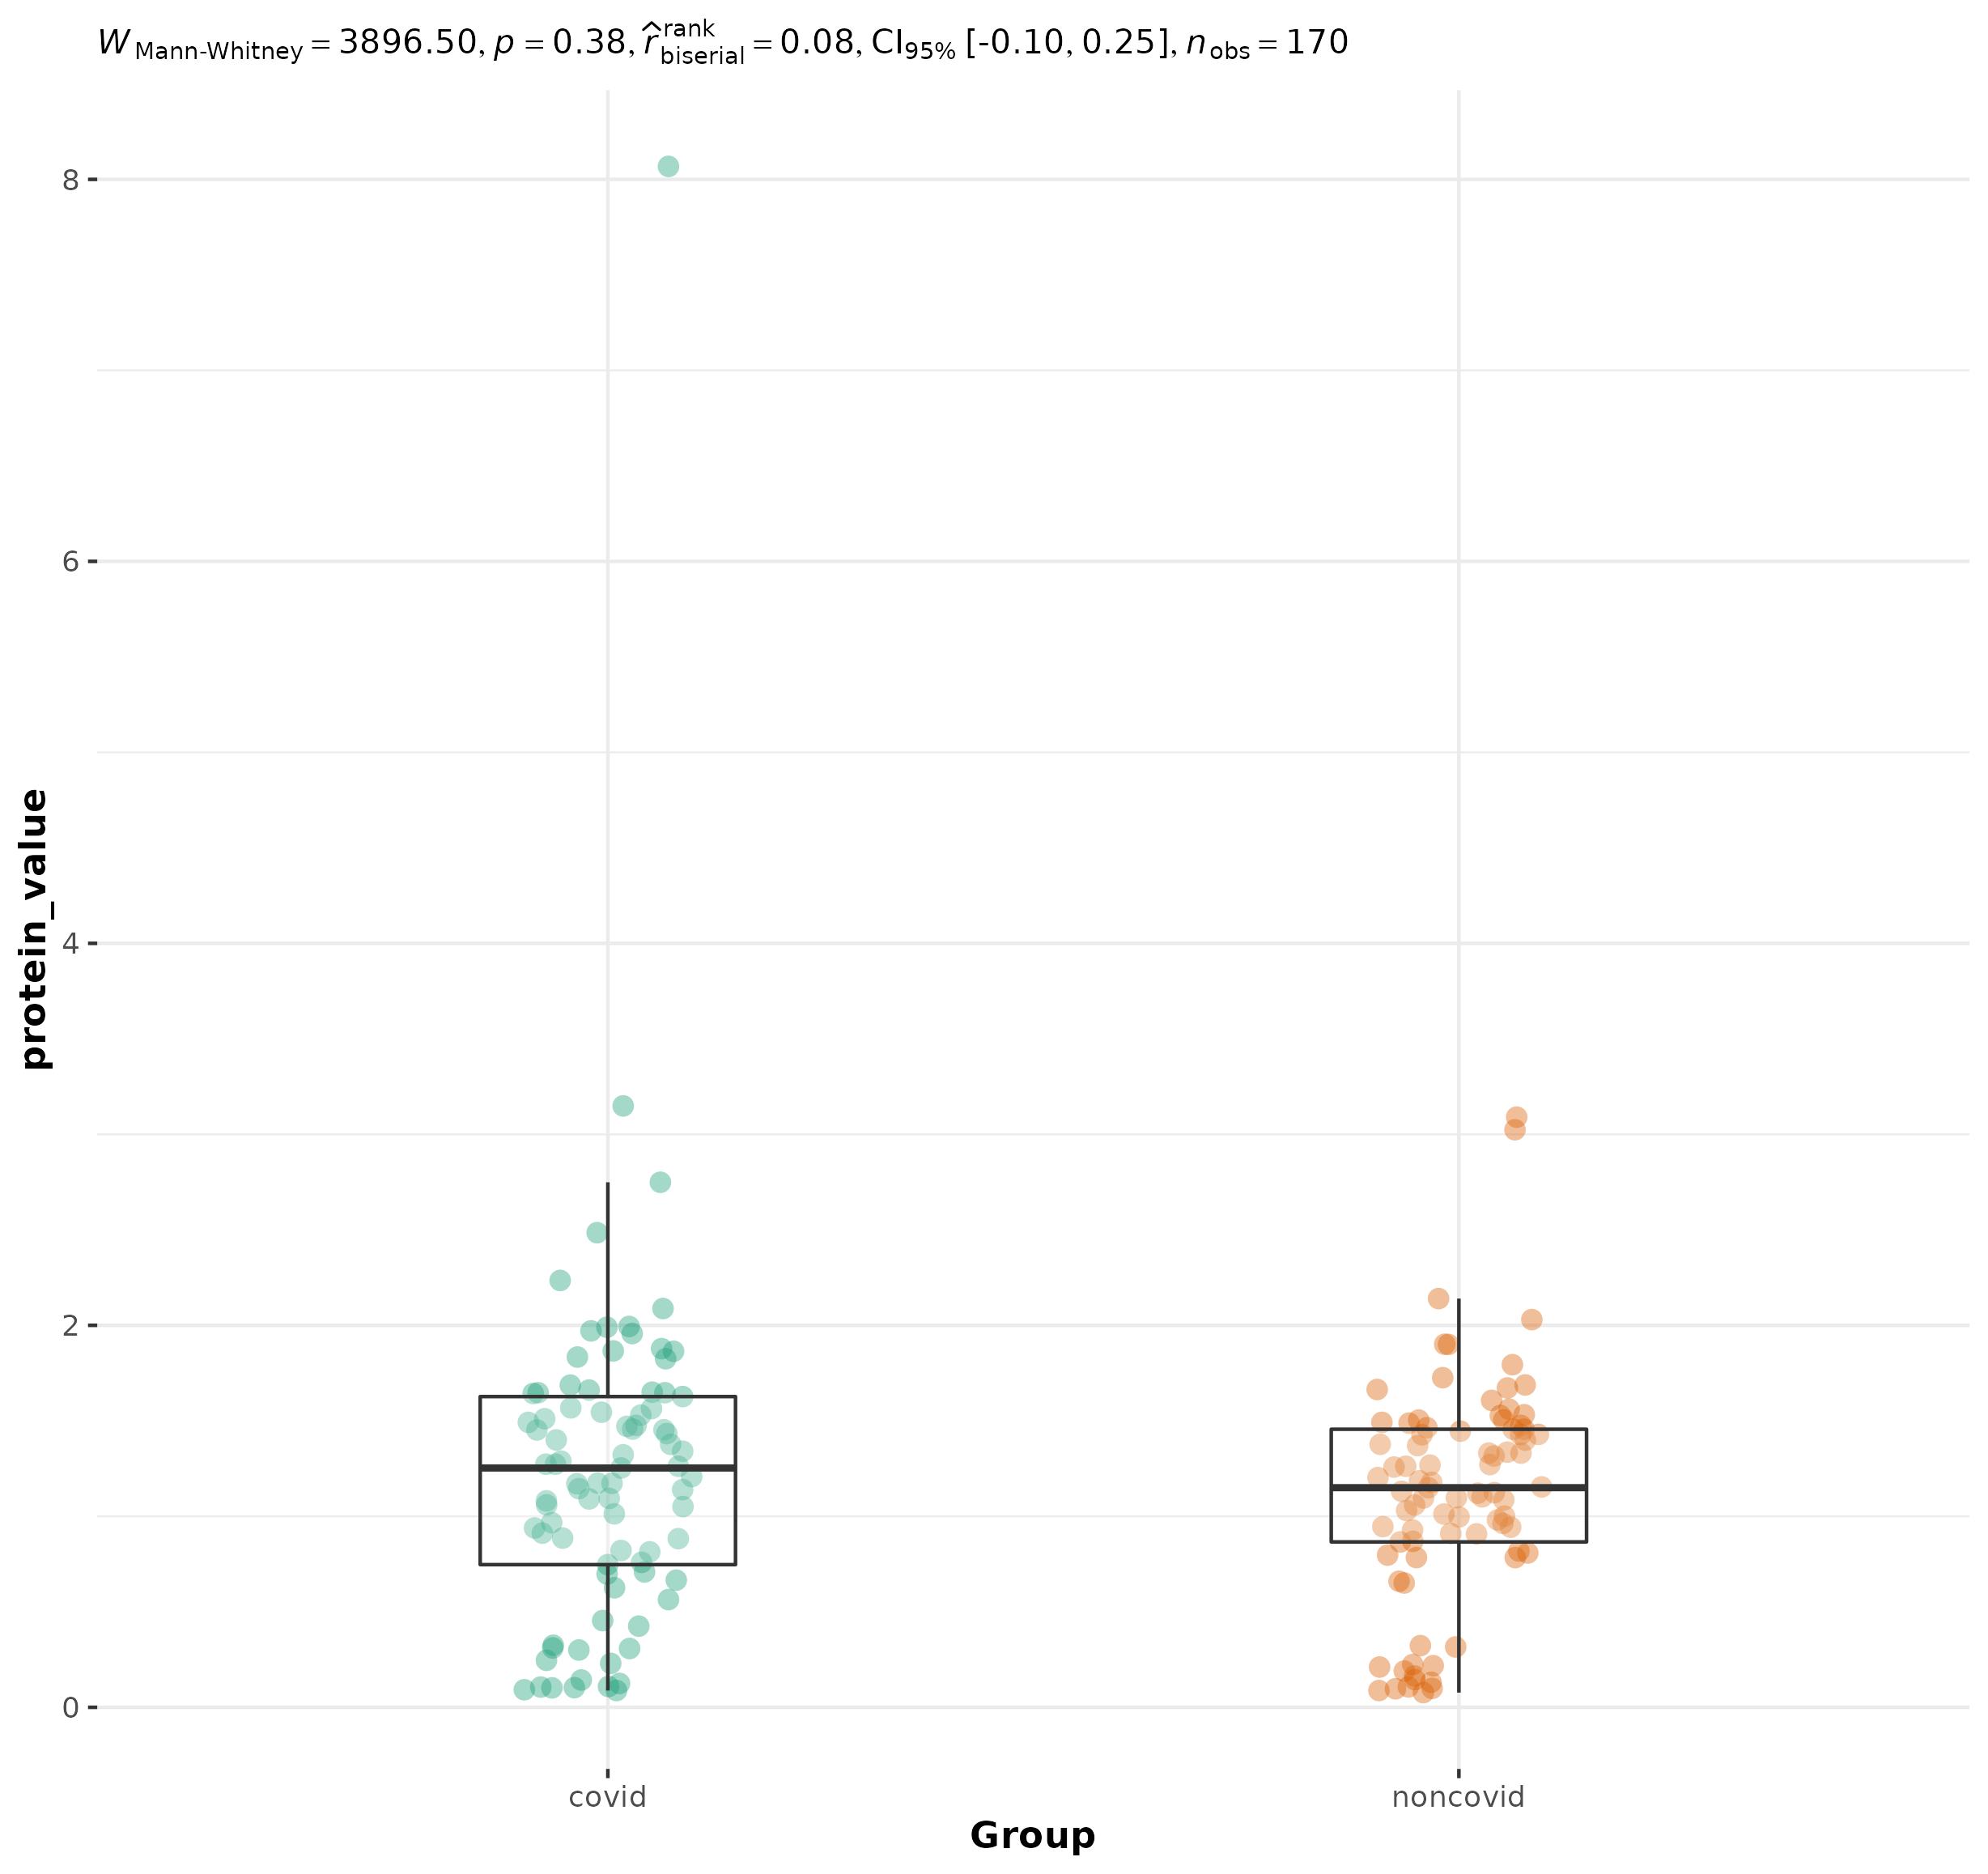 W Mann-Whitney = 3896.50, p = 0.38, r̂ rank biserial = 0.08, CI95% [-0.10, 0.25], nobs = 170
8
6
4
2
0
protein_value
covid noncovid
Group